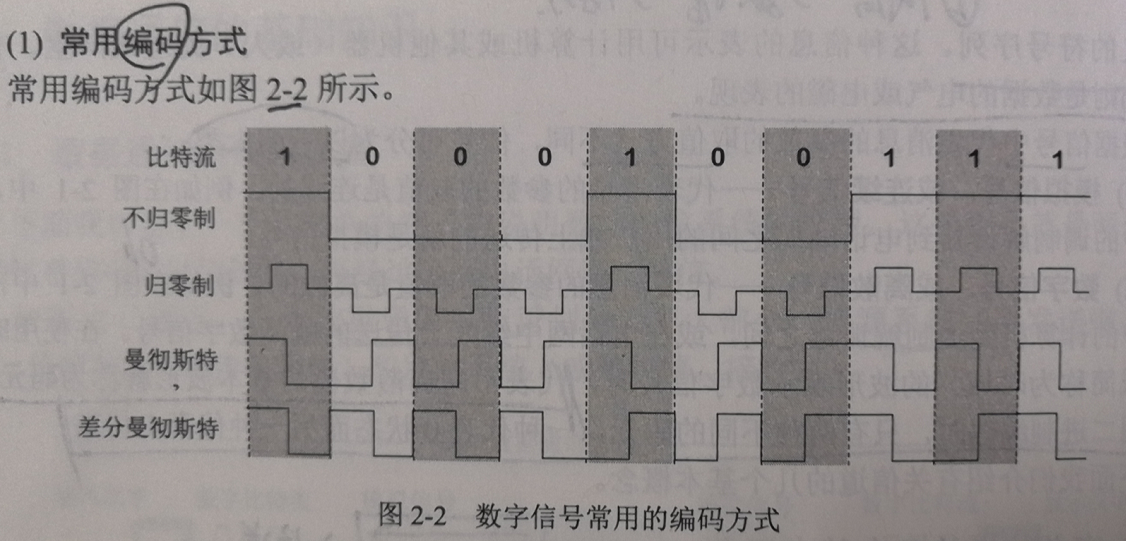 (1) 常用编码方式
常用编码方式如图 2-2 所示。
比特流 1 0 0 0 1 0 0 1 1 1
不归零制
归零制
曼彻斯特
差分曼彻斯特
图 2-2 数字信号常用的编码方式